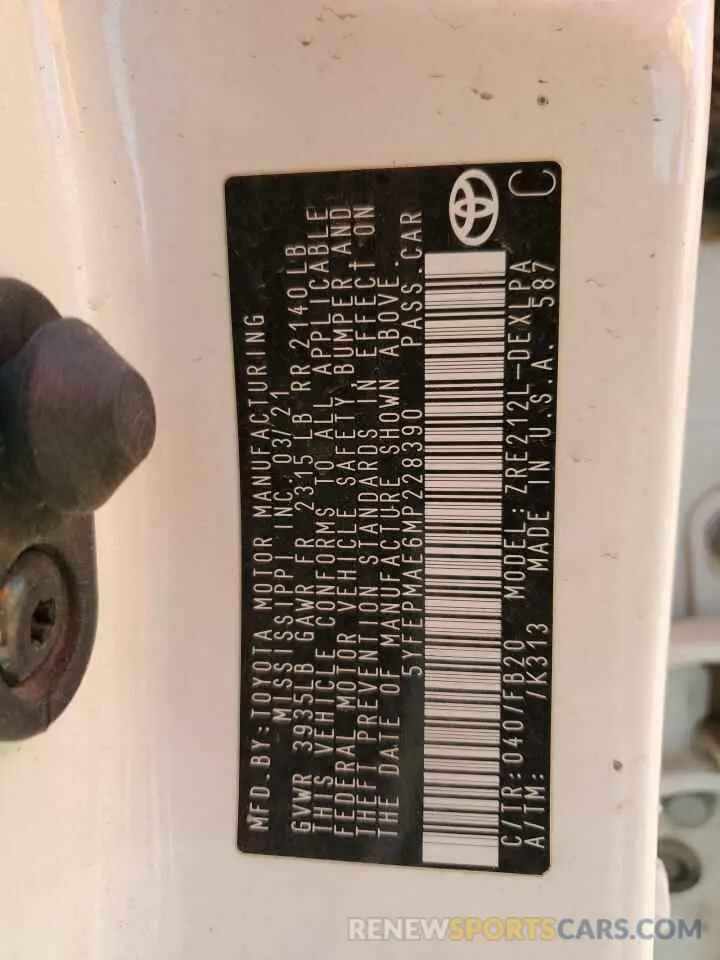 MFD.BY:TOYOTA MOTOR MANUFACTURING
MISSISSIPPI INC. 03/21
GVWR 3935LB GAWR FR 2315LB RR2140LB
THIS VEHICLE CONFORMS TO ALL APPLICABLE
FEDERAL MOTOR VEHICLE SAFETY, BUMPER AND
THEFT PREVENTION STANDARDS IN EFFECT ON
THE DATE OF MANUFACTURE SHOWN ABOVE.
5YFEPMAE6MP228390 PASS.CAR
C/TR:040/FB20 MODEL:ZRE212L-DEXLPA
A/TM: /K313 MADE IN U.S.A. 587
C
RENEWSPORTSCARS.COM